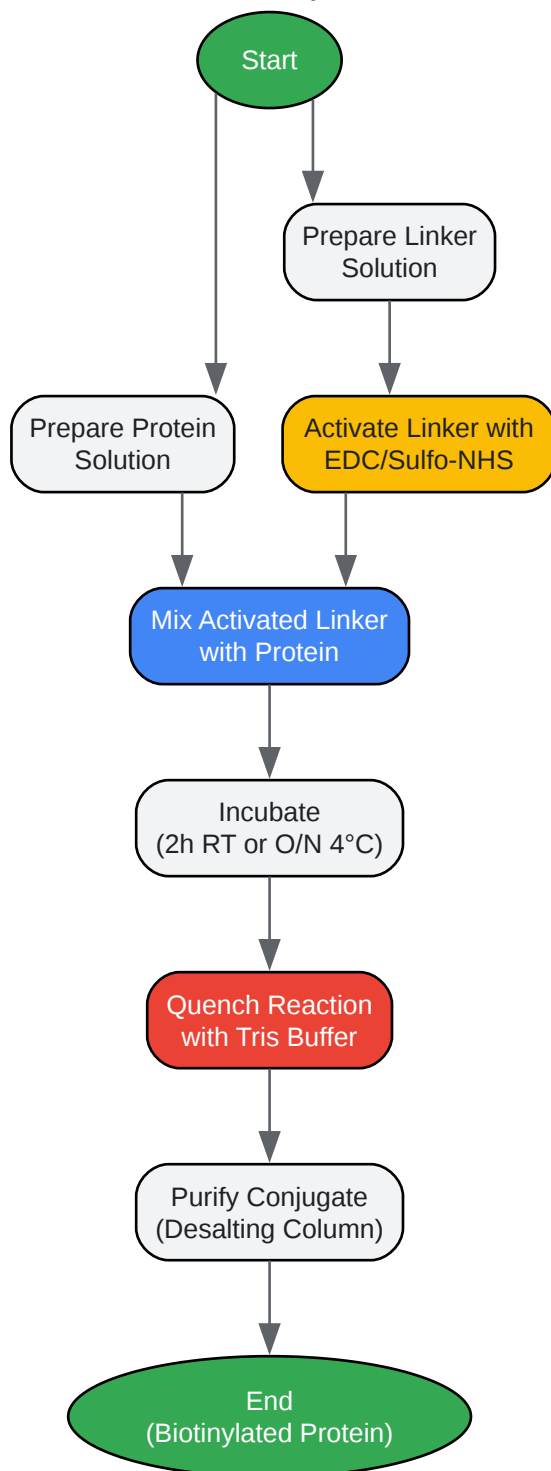 Start
Prepare Linker
Solution
Prepare Protein
Solution
Activate Linker with
EDC/Sulfo-NHS
Mix Activated Linker
with Protein
Incubate
(2h RT or O/N 4°C)
Quench Reaction
with Tris Buffer
Purify Conjugate
(Desalting Column)
End
(Biotinylated Protein)